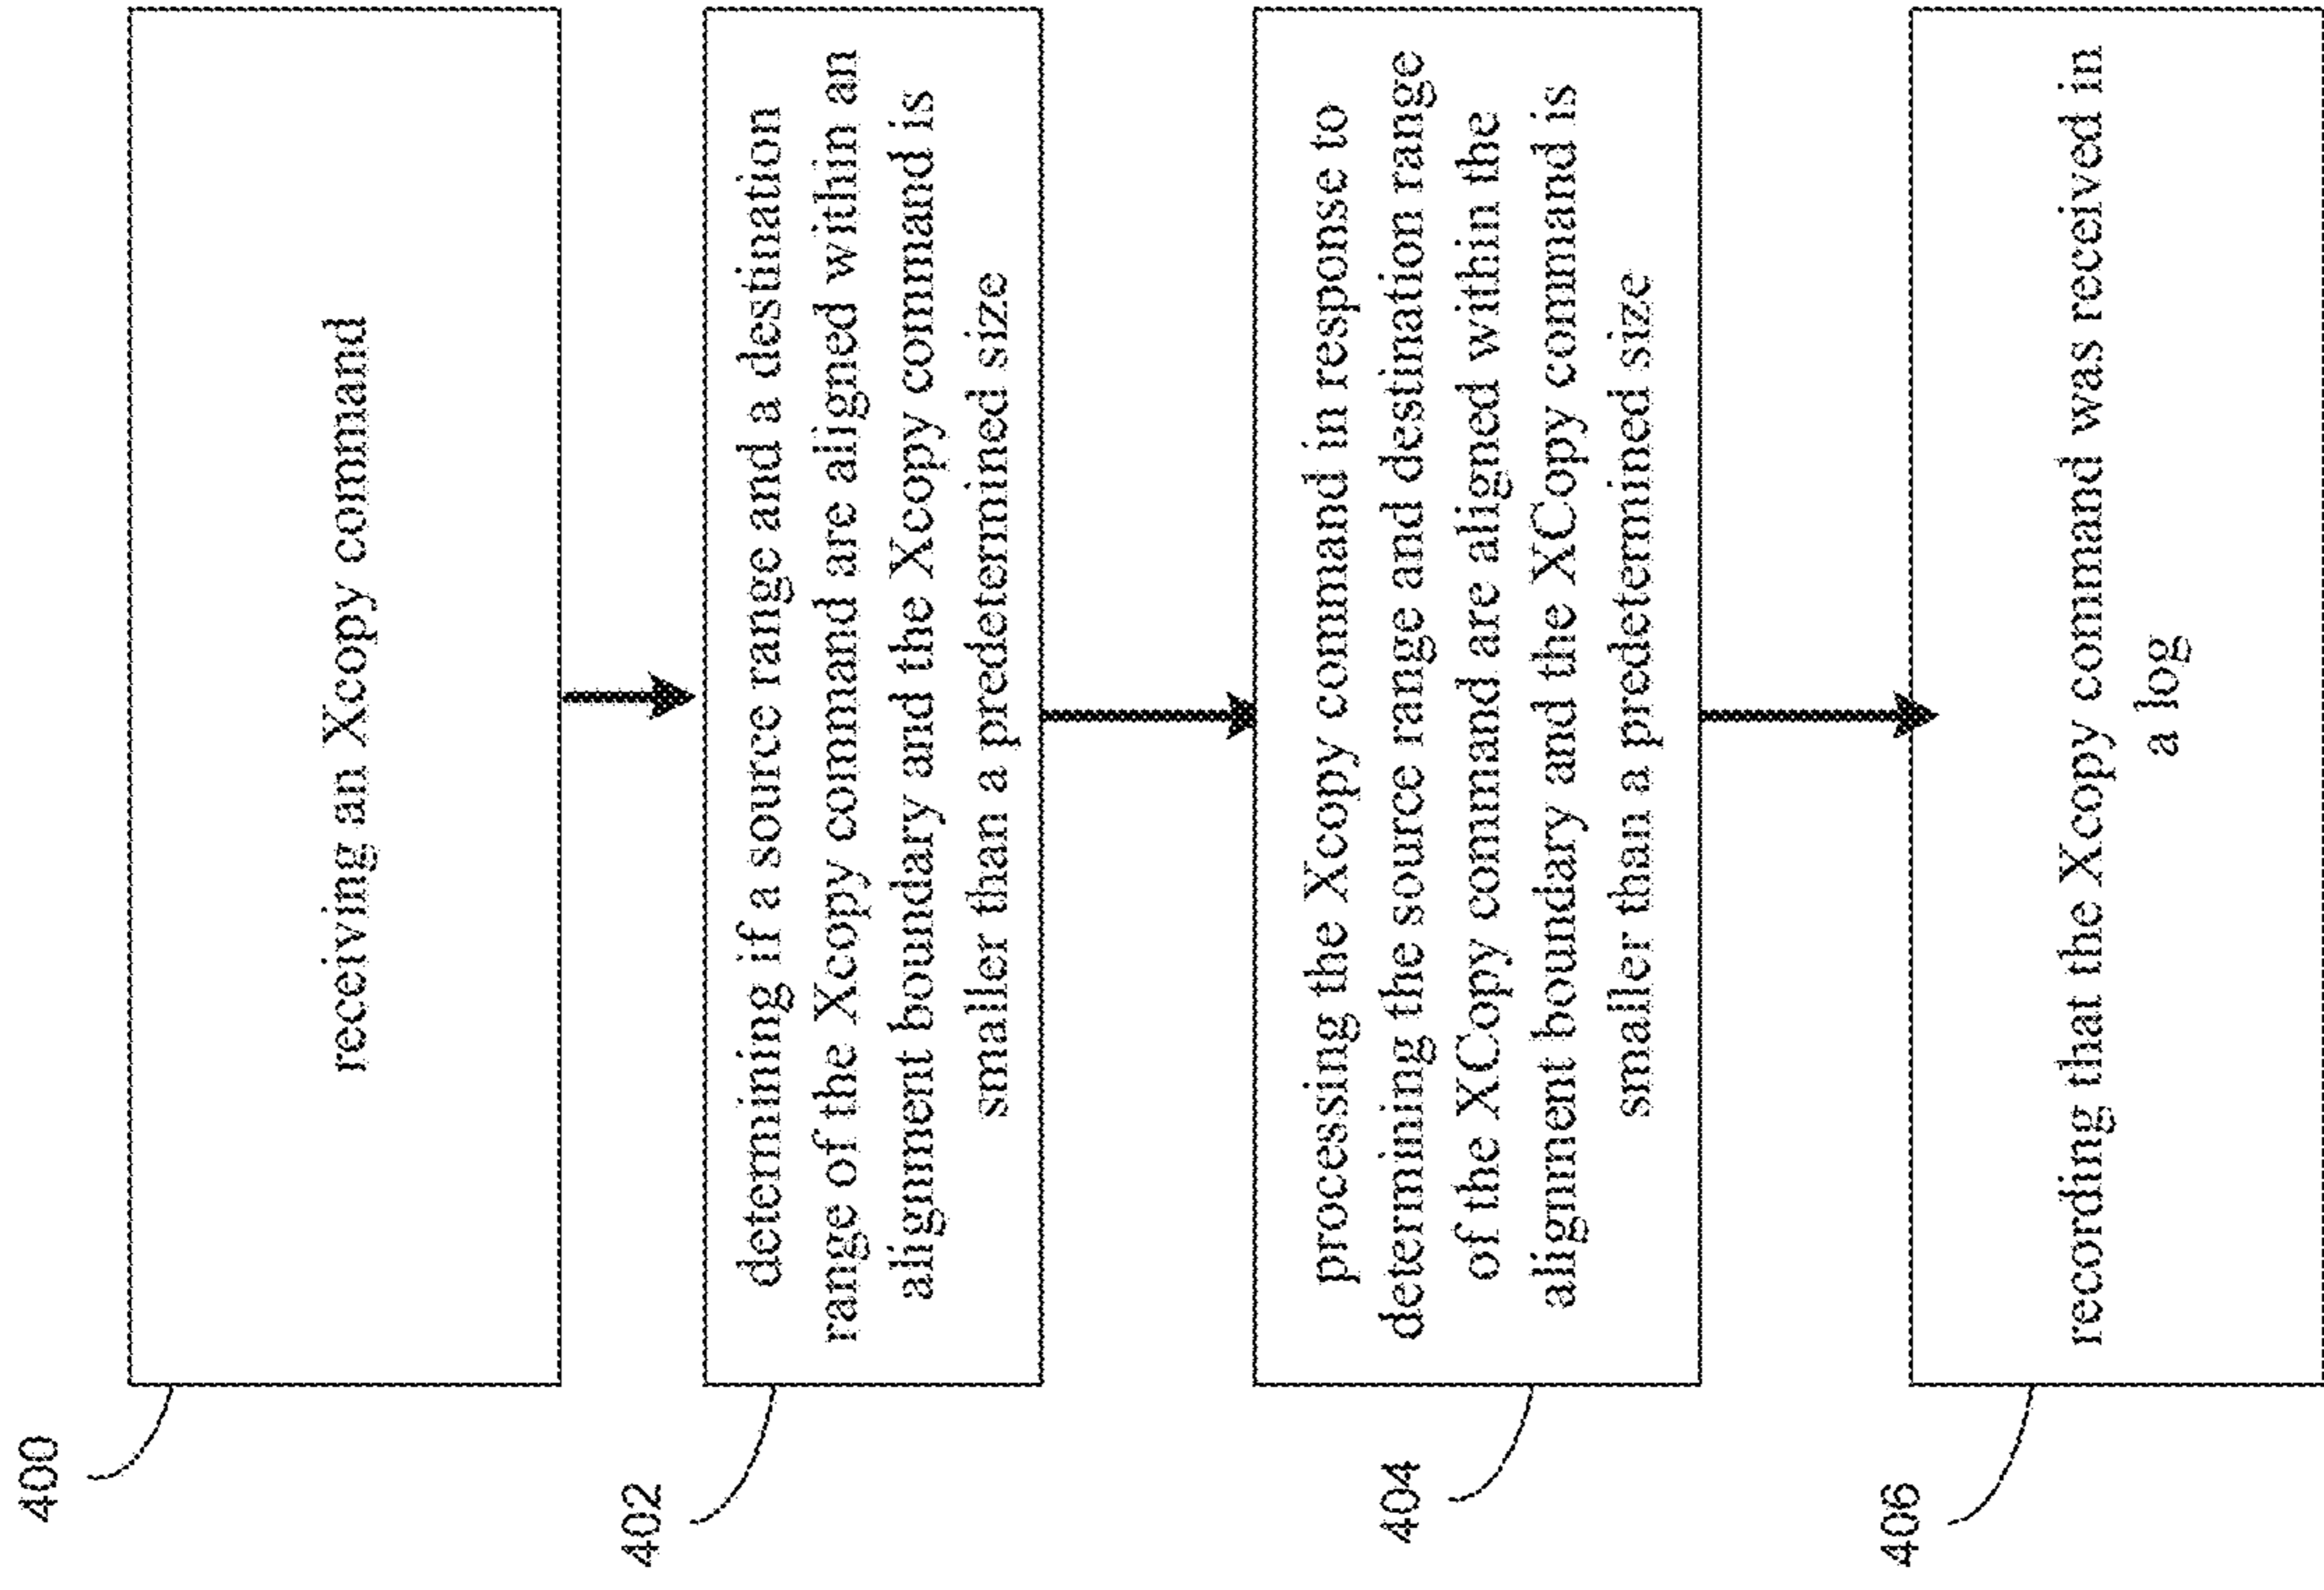 400
receiving an Xcopy command
402
determining if a source range and a destination
range of the Xcopy command are aligned within an
alignment boundary and the Xcopy command is
smaller than a predetermined size
404
processing the Xcopy command in response to
determining the source range and destination range
of the XCopy command are aligned within the
alignment boundary and the XCopy command is
smaller than a predetermined size
406
recording that the Xcopy command was received in
a log